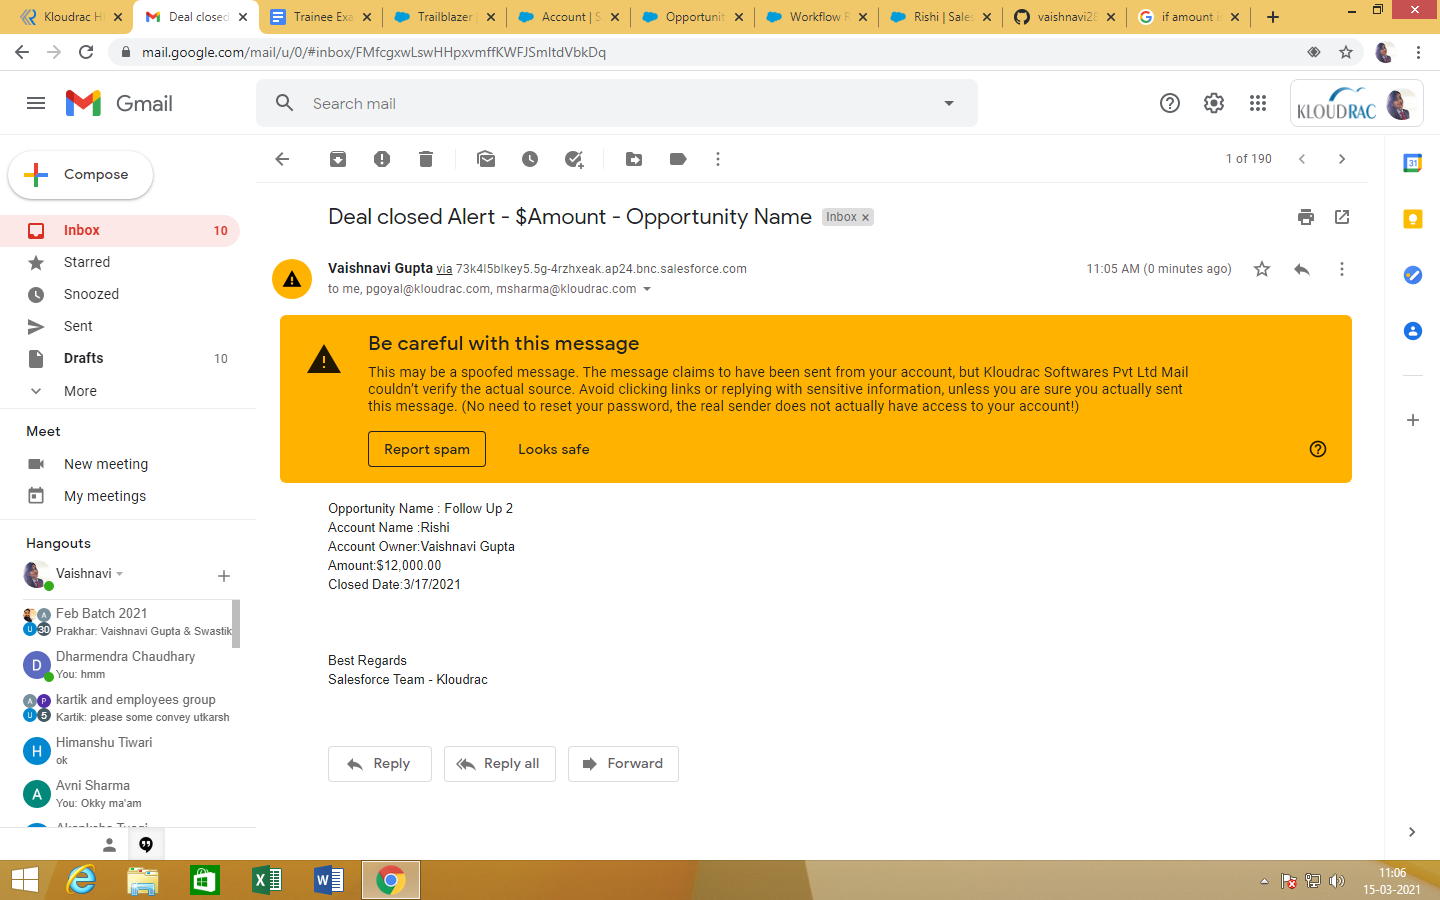 Kloudrac H
Deal closed
Trainee Exa
Trailblazer
Account | S
Opportunit
Workflow R
Rishi | Sales
vaishnavi28
if amount i
mail.google.com/mail/u/0/#inbox/FMfcgxwLswHHpxvmffKWFJSmltdVbkDq
Gmail
Search mail
KLOUDRAC
Compose
1 of 190
31
Inbox 10
Starred
Snoozed
Sent
Drafts 10
More
Meet
New meeting
My meetings
Hangouts
Vaishnavi
A
U 30
Feb Batch 2021
Prakhar: Vaishnavi Gupta & Swastik
D
Dharmendra Chaudhary
You: hmm
A P
U 5
kartik and employees group
Kartik: please some convey utkarsh
H
Himanshu Tiwari
ok
A
Avni Sharma
You: Okky ma'am
Deal closed Alert - $Amount - Opportunity Name Inbox x
Vaishnavi Gupta via 73k4l5blkey5.5g-4rzhxeak.ap24.bnc.salesforce.com
11:05 AM (0 minutes ago)
to me, pgoyal@kloudrac.com, msharma@kloudrac.com
Be careful with this message
This may be a spoofed message. The message claims to have been sent from your account, but Kloudrac Softwares Pvt Ltd Mail
couldn't verify the actual source. Avoid clicking links or replying with sensitive information, unless you are sure you actually sent
this message. (No need to reset your password, the real sender does not actually have access to your account!)
Report spam Looks safe
Opportunity Name : Follow Up 2
Account Name :Rishi
Account Owner:Vaishnavi Gupta
Amount:$12,000.00
Closed Date:3/17/2021
Best Regards
Salesforce Team - Kloudrac
Reply Reply all Forward
11:06
15-03-2021